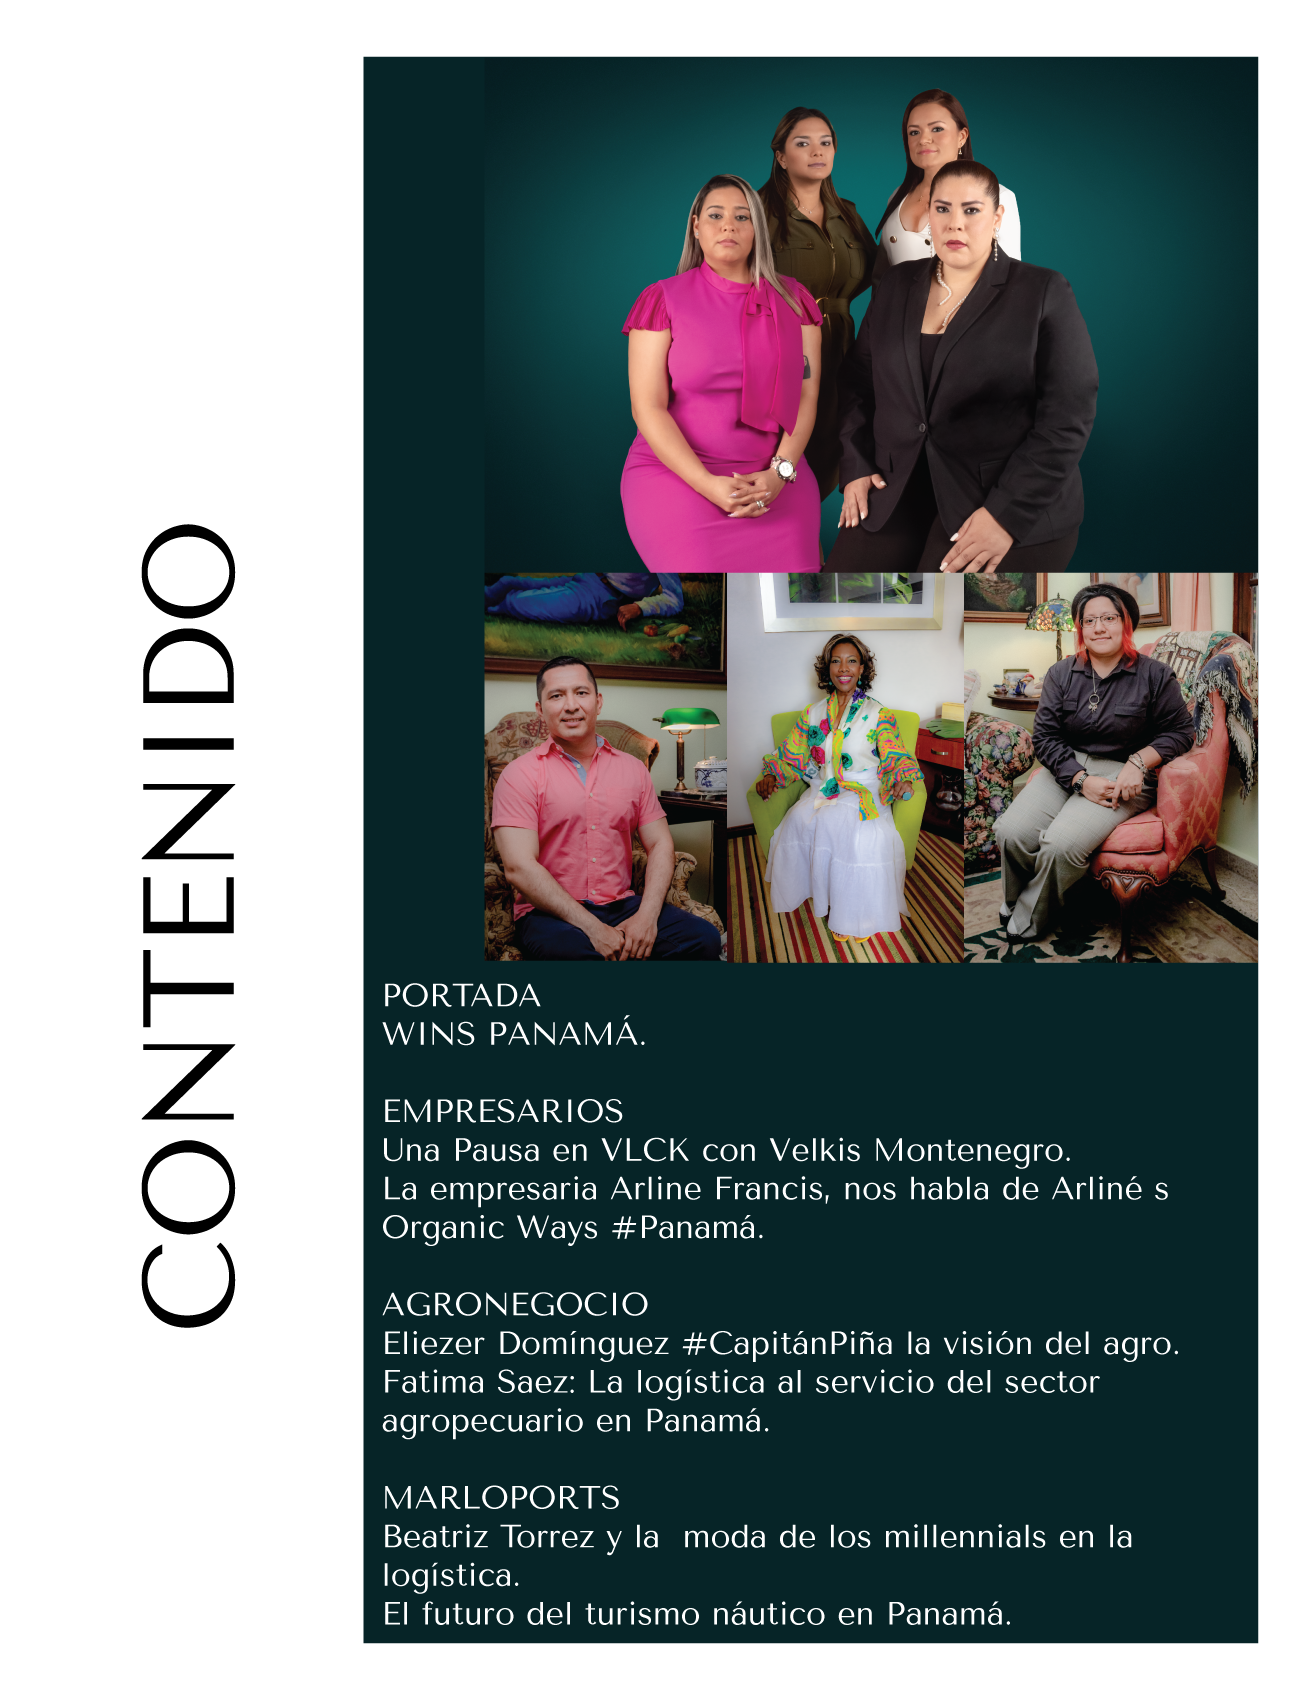 CONTENIDO
PORTADA
WINS PANAMÁ.
EMPRESARIOS
Una Pausa en VLCK con Velkis Montenegro.
La empresaria Arline Francis, nos habla de Arliné s
Organic Ways #Panamá.
AGRONEGOCIO
Eliezer Domínguez #CapitánPiña la visión del agro.
Fatima Saez: La logística al servicio del sector
agropecuario en Panamá.
MARLOPORTS
Beatriz Torrez y la  moda de los millennials en la
logística.
El futuro del turismo náutico en Panamá.